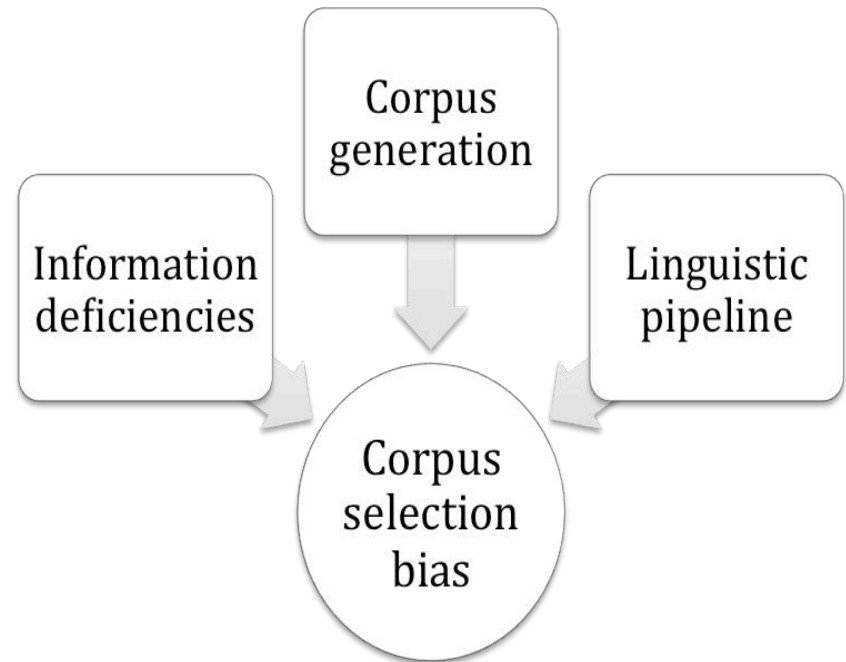 Corpus
generation
Information
deficiencies
Linguistic
pipeline
Corpus
selection
bias